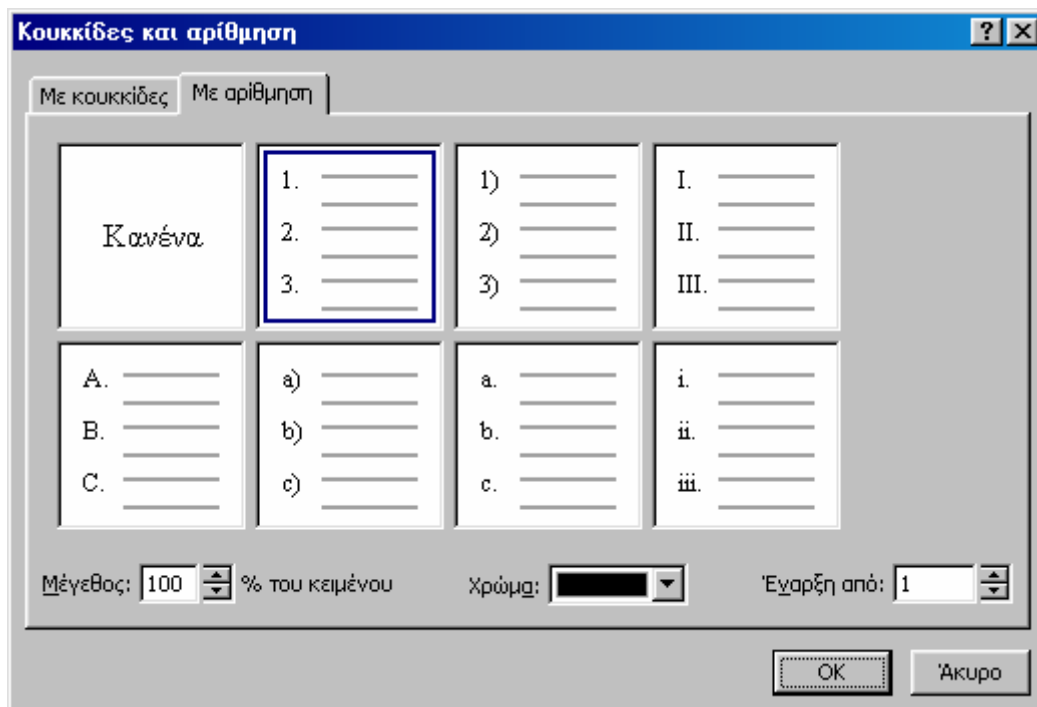 Κουκκίδες και αρίθμηση
Με κουκκίδες Με αρίθμηση
Κανένα
1.
2.
3.
1)
2)
3)
I.
II.
III.
A.
B.
C.
a)
b)
c)
a.
b.
c.
i.
ii.
iii.
Μέγεθος: 100 % του κειμένου Χρώμα: Έναρξη από: 1
OK Άκυρο